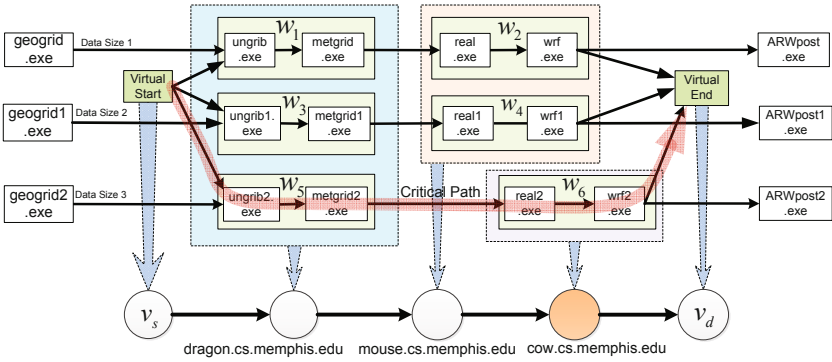 geogrid
.exe
Data Size 1
ungrib
.exe
metgrid
.exe
w1
real
.exe
wrf
.exe
w2
ARWpost
.exe
Virtual
Start
Virtual
End
geogrid1
.exe
Data Size 2
ungrib1.
exe
metgrid1
.exe
w3
real1
.exe
wrf1
.exe
w4
ARWpost1
.exe
geogrid2
.exe
Data Size 3
ungrib2.
exe
metgrid2
.exe
w5
Critical Path
real2
.exe
wrf2
.exe
w6
ARWpost2
.exe
vs
vd
dragon.cs.memphis.edu
mouse.cs.memphis.edu
cow.cs.memphis.edu